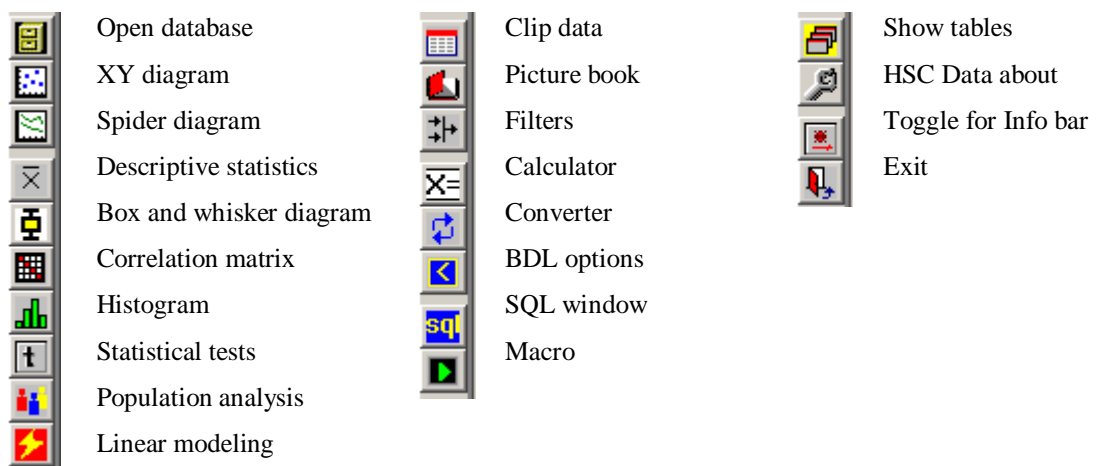 Open database
XY diagram
Spider diagram
Descriptive statistics
Box and whisker diagram
Correlation matrix
Histogram
t
Statistical tests
Population analysis
Linear modeling
Clip data
Picture book
Filters
X=
Calculator
Converter
<
BDL options
sql
SQL window
Macro
Show tables
HSC Data about
Toggle for Info bar
Exit